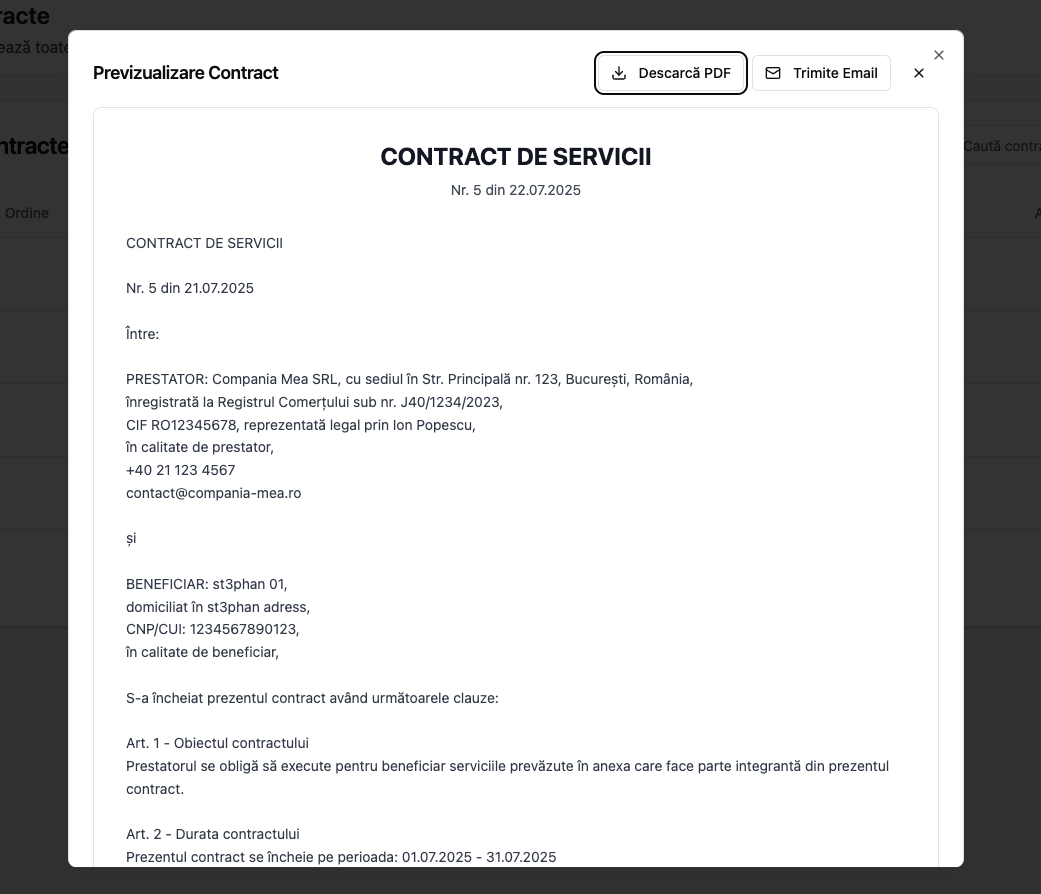 racte
ează toate
Previzualizare Contract
Descarcă PDF
Trimite Email
ntracte
Caută contra
Ordine
A
CONTRACT DE SERVICII
Nr. 5 din 22.07.2025
CONTRACT DE SERVICII
Nr. 5 din 21.07.2025
Între:
PRESTATOR: Compania Mea SRL, cu sediul în Str. Principală nr. 123, București, România,
înregistrată la Registrul Comerțului sub nr. J40/1234/2023,
CIF RO12345678, reprezentată legal prin Ion Popescu,
în calitate de prestator,
+40 21 123 4567
contact@compania-mea.ro
și
BENEFICIAR: st3phan 01,
domiciliat în st3phan adress,
CNP/CUI: 1234567890123,
în calitate de beneficiar,
S-a încheiat prezentul contract având următoarele clauze:
Art. 1 - Obiectul contractului
Prestatorul se obligă să execute pentru beneficiar serviciile prevăzute în anexa care face parte integrantă din prezentul
contract.
Art. 2 - Durata contractului
Prezentul contract se încheie pe perioada: 01.07.2025 - 31.07.2025